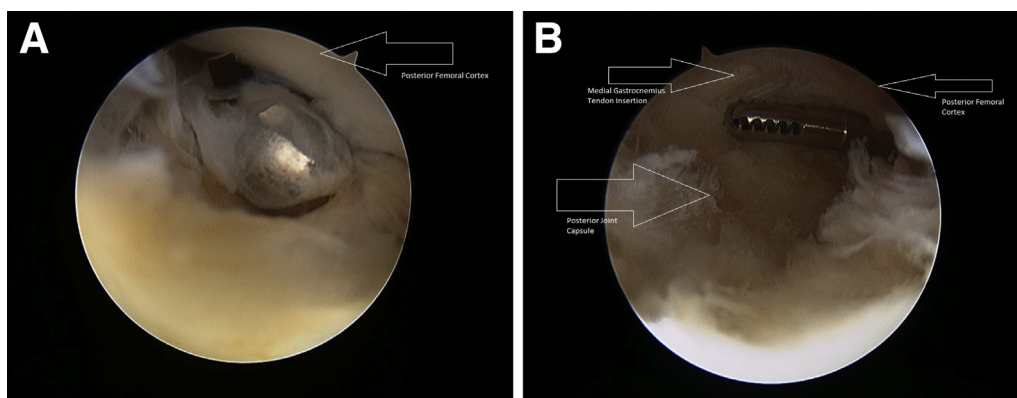 A
Posterior Femoral Cortex
B
Medial Gastrocnemius
Tendon Insertion
Posterior Femoral
Cortex
Posterior Joint
Capsule